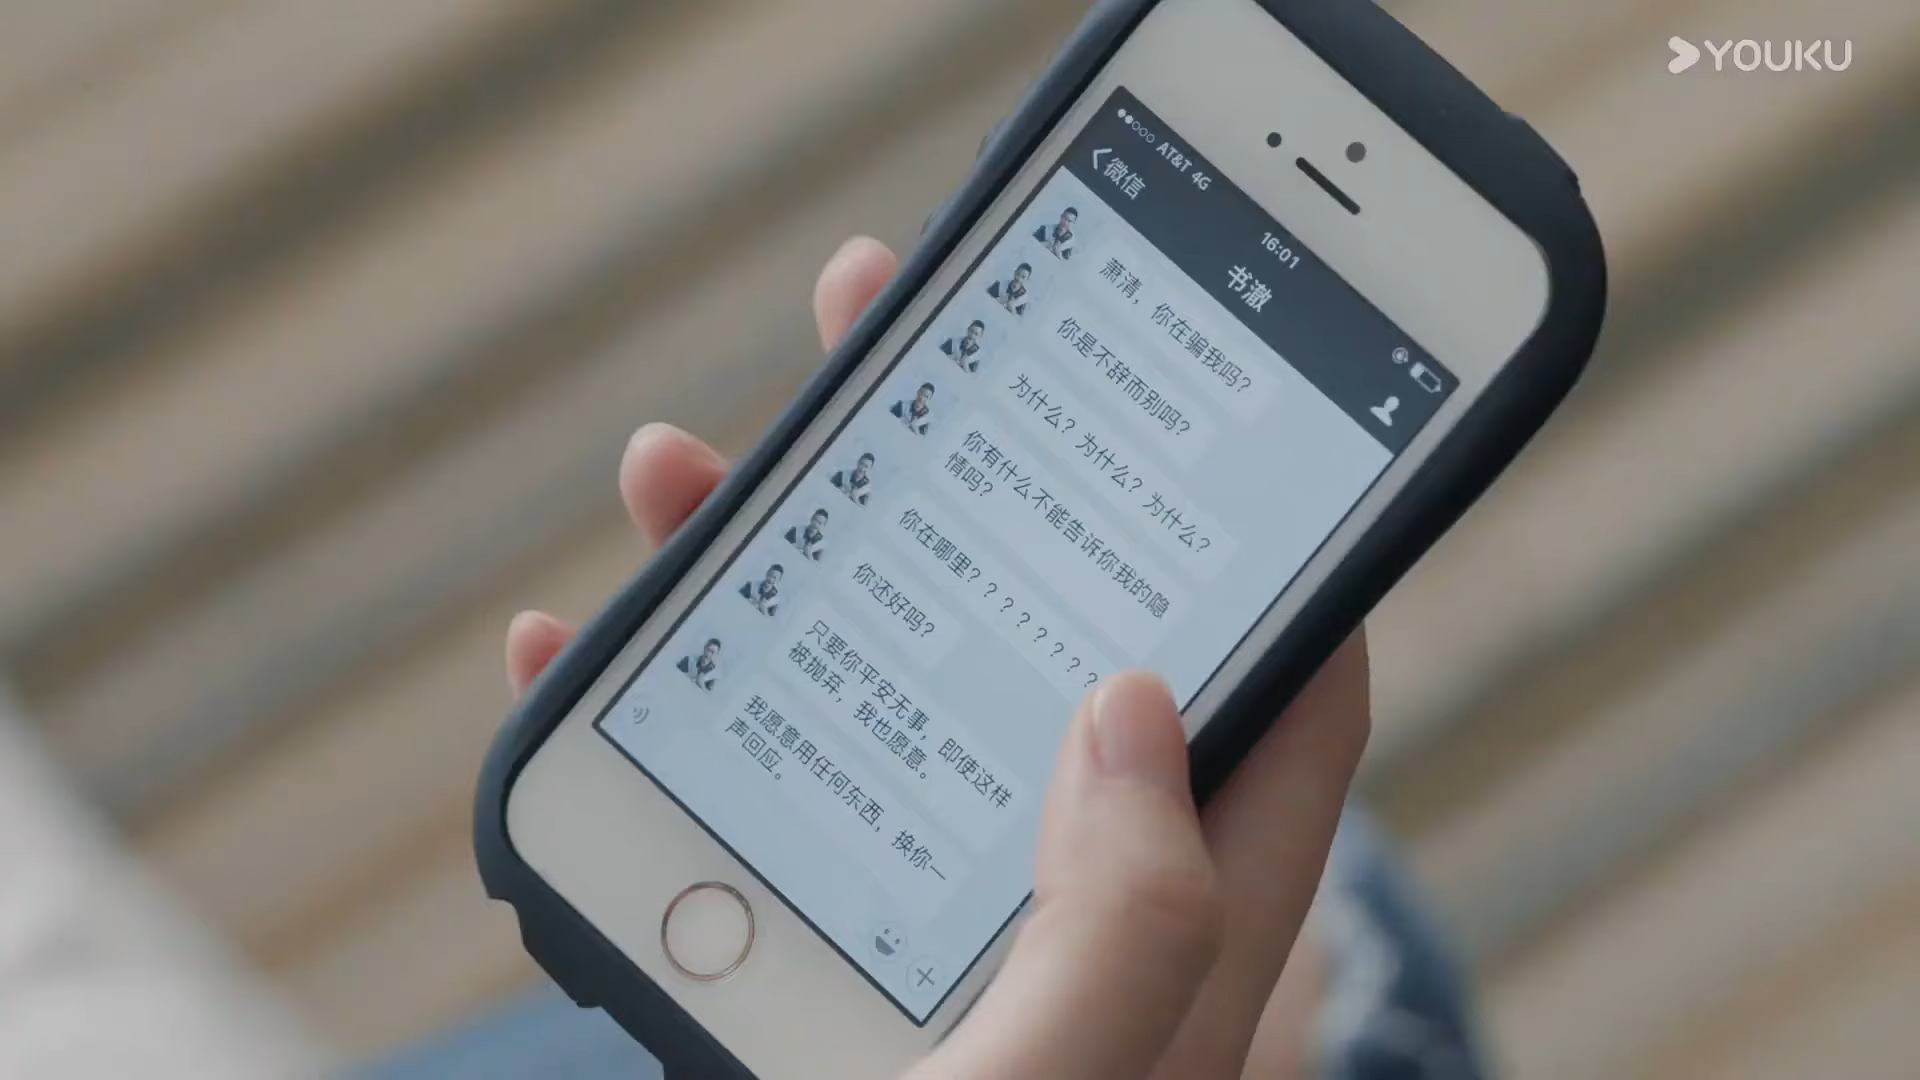 YOUKU
AT&T 4G
16:01
微信
书澈
萧清，你在骗我吗？
你是不辞而别吗？
为什么？为什么？为什么？
你有什么不能告诉你我的隐
情吗？
你在哪里？？？？？？？？
你还好吗？
只要你平安无事，即使这样
被抛弃，我也愿意。
我愿意用任何东西，换你一
声回应。